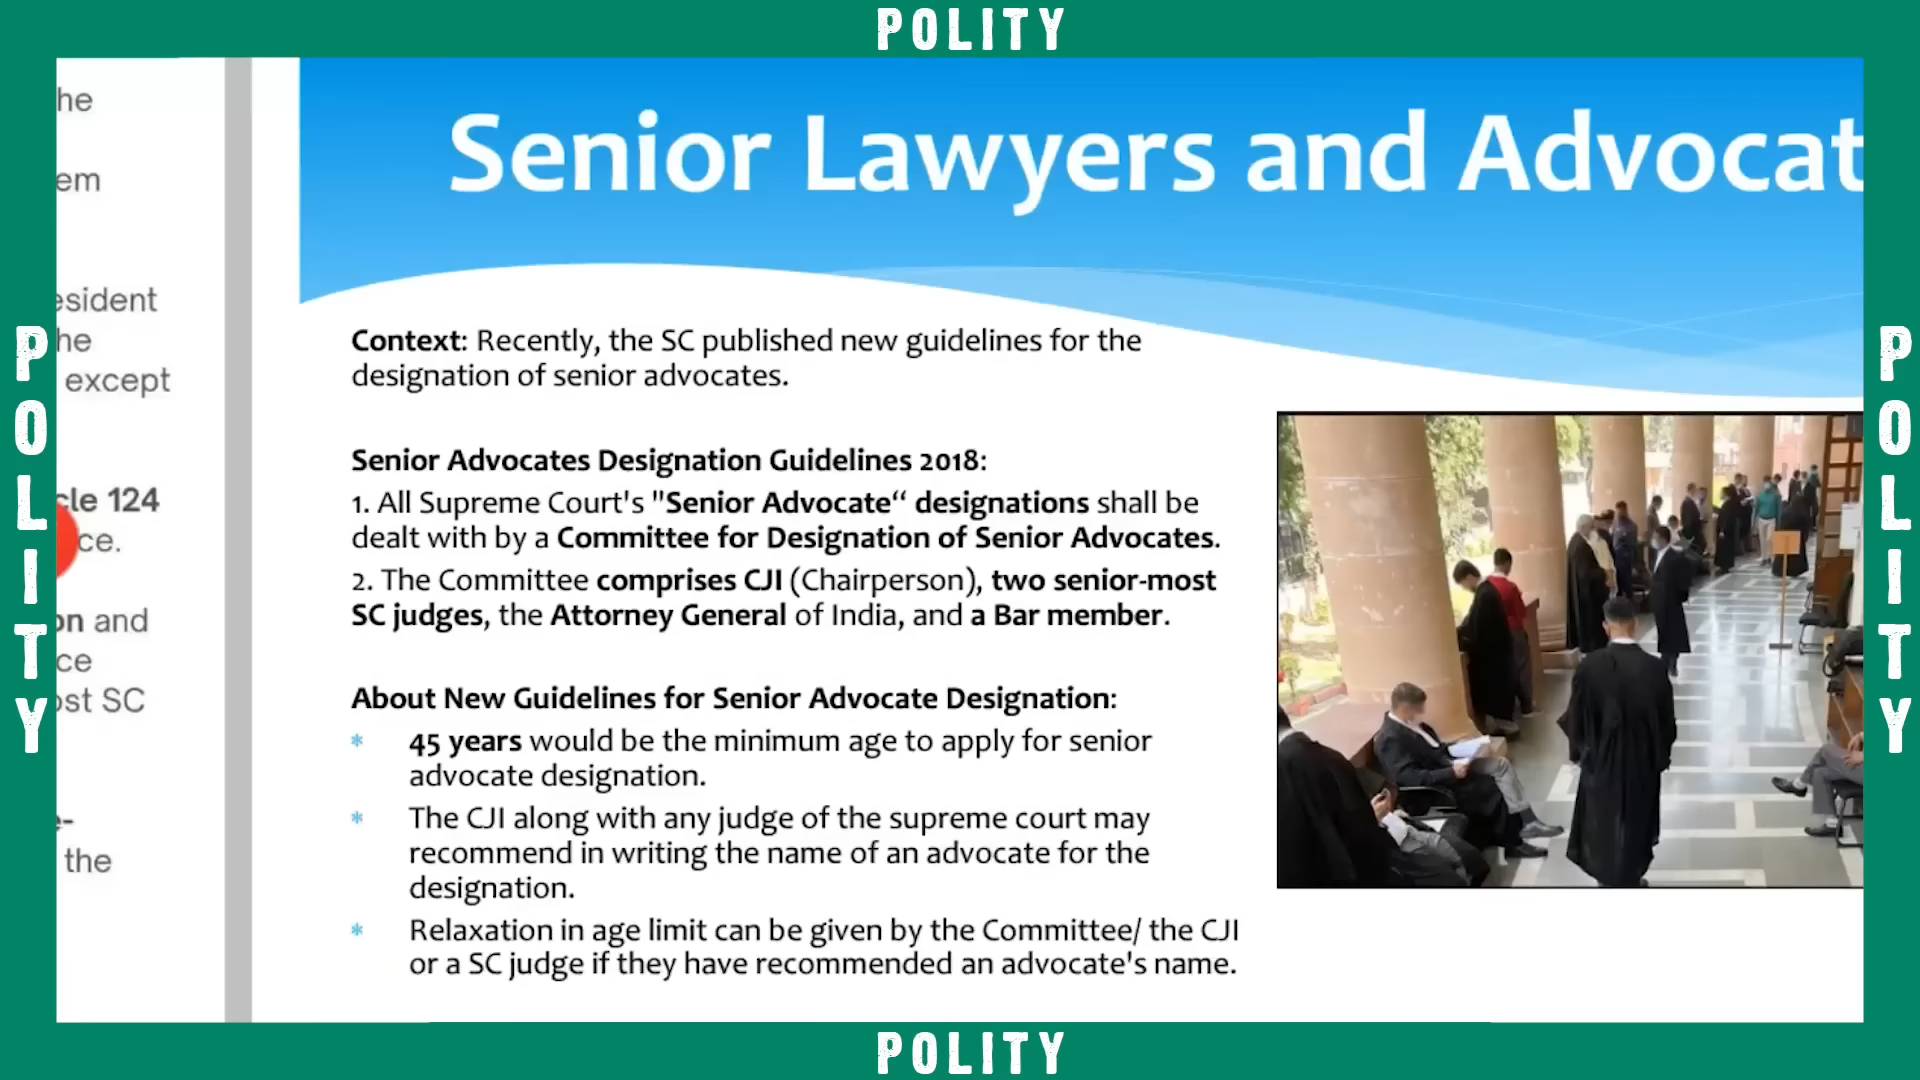 POLITY
he
em
esident
he
except
cle 124
ce.
on and
ce
ost SC
e-
the
Senior Lawyers and Advocat
Context: Recently, the SC published new guidelines for the
designation of senior advocates.
Senior Advocates Designation Guidelines 2018:
1. All Supreme Court's "Senior Advocate“ designations shall be
dealt with by a Committee for Designation of Senior Advocates.
2. The Committee comprises CJI (Chairperson), two senior-most
SC judges, the Attorney General of India, and a Bar member.
About New Guidelines for Senior Advocate Designation:
* 45 years would be the minimum age to apply for senior
advocate designation.
* The CJI along with any judge of the supreme court may
recommend in writing the name of an advocate for the
designation.
* Relaxation in age limit can be given by the Committee/ the CJI
or a SC judge if they have recommended an advocate's name.
POLITY
POLITY
POLITY